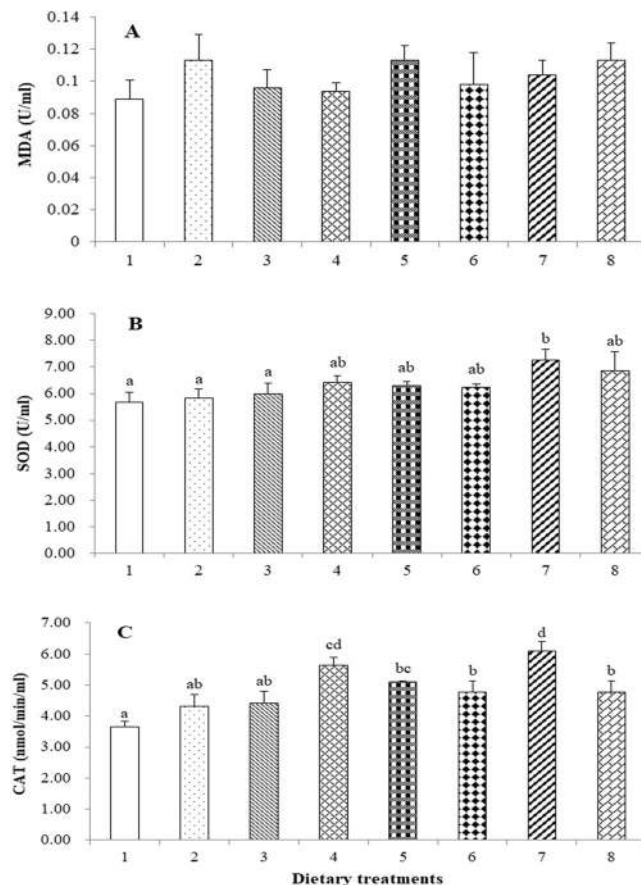 A
MDA (U/ml)
0.14
0.12
0.1
0.08
0.06
0.04
0.02
0
1 2 3 4 5 6 7 8
B
SOD (U/ml)
9.00
8.00
7.00
6.00
5.00
4.00
3.00
2.00
1.00
0.00
a a a ab ab ab b ab
1 2 3 4 5 6 7 8
C
CAT (nmol/min/ml)
7.00
6.00
5.00
4.00
3.00
2.00
1.00
0.00
a ab ab cd bc b d b
1 2 3 4 5 6 7 8
Dietary treatments